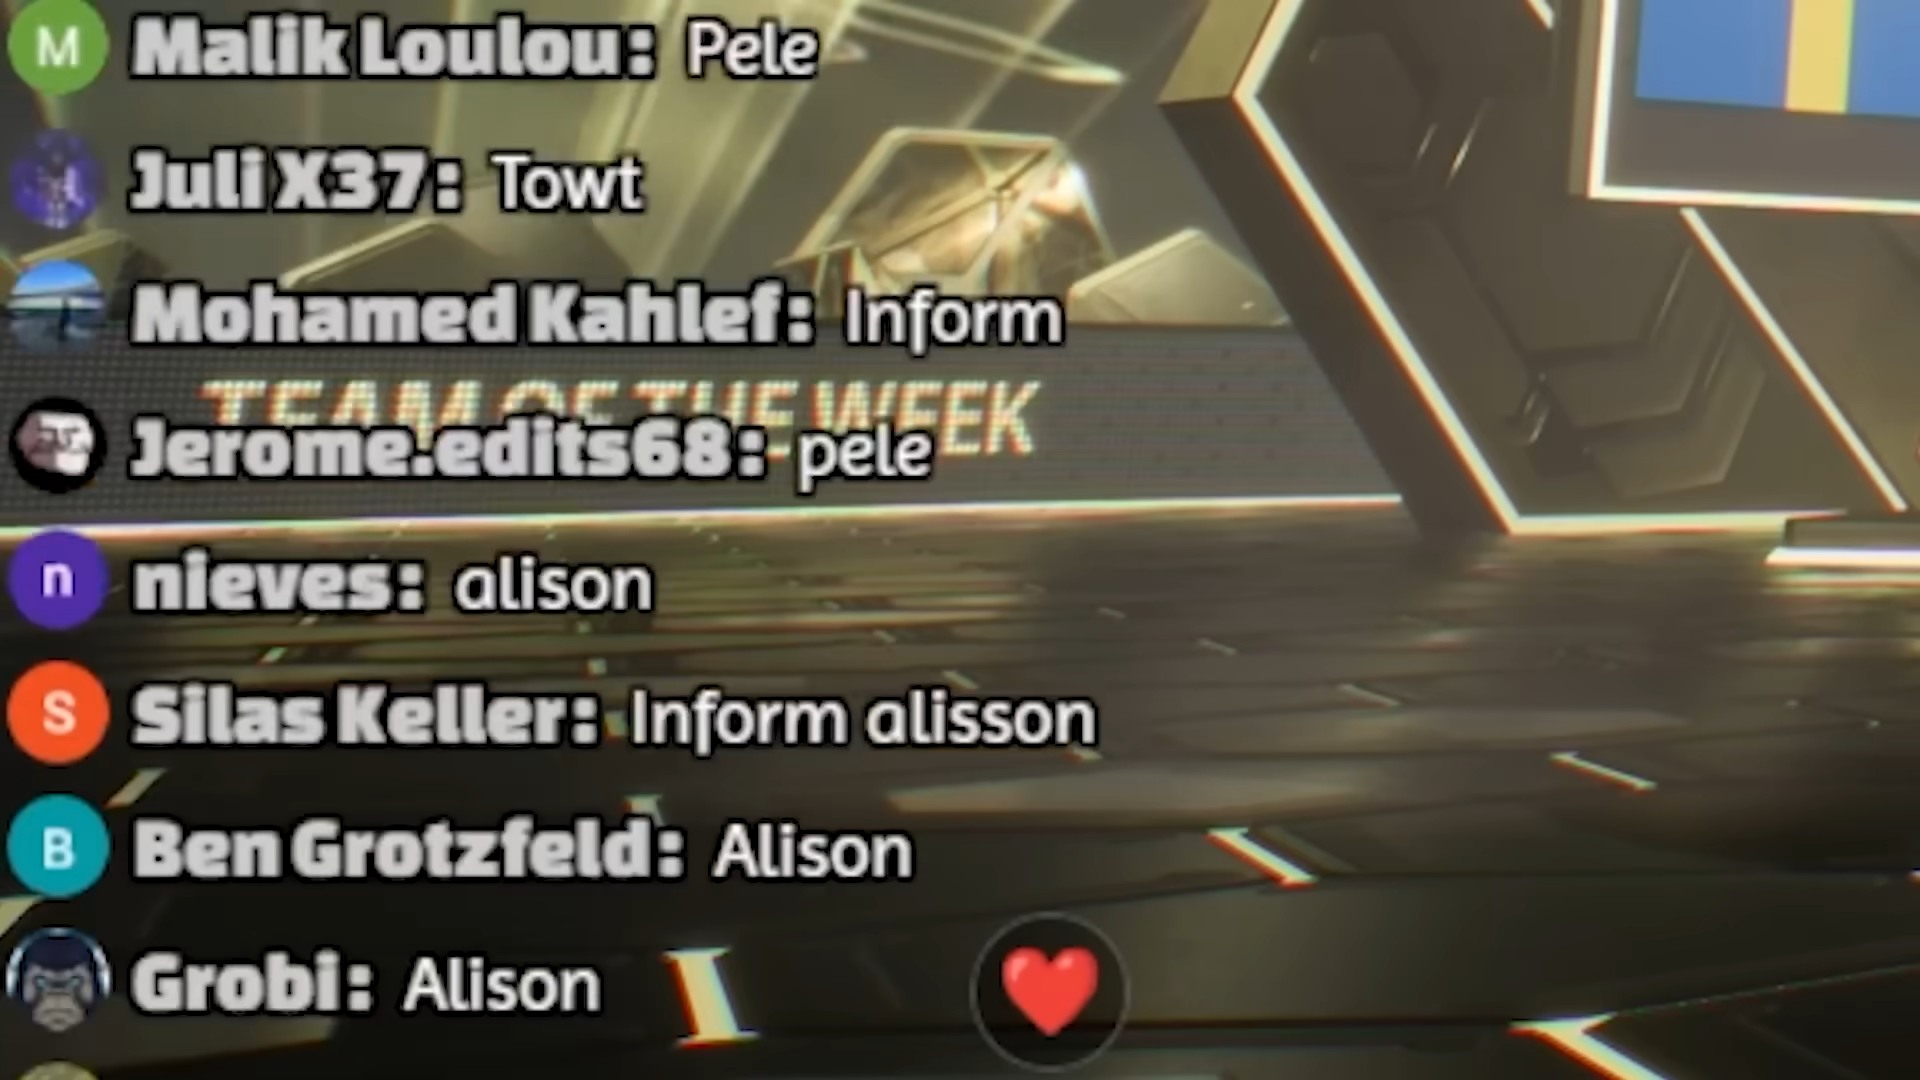 M Malik Loulou: Pele
Juli X37: Towt
Mohamed Kahlef: Inform
TEAM OF THE WEEK
Jerome.edits68: pele
n nieves: alison
S Silas Keller: Inform alisson
B Ben Grotzfeld: Alison
Grobi: Alison